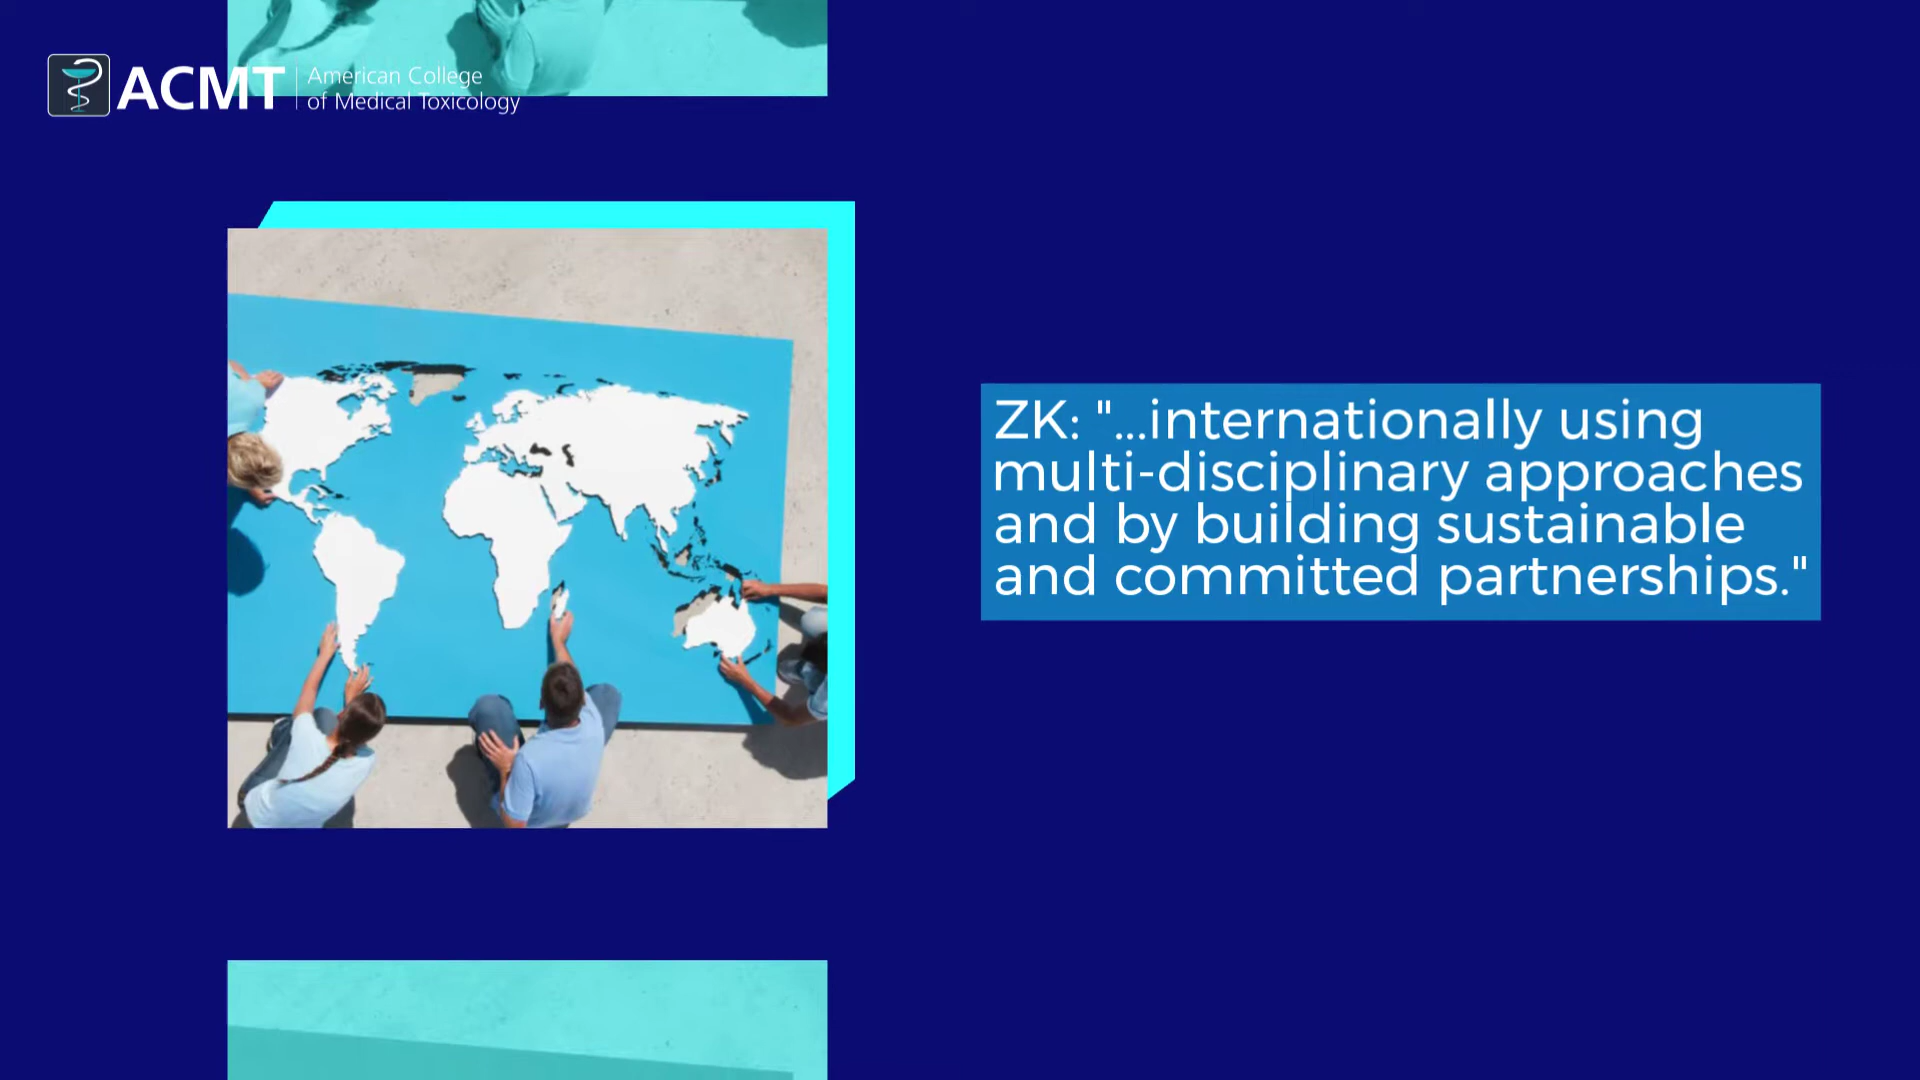 ACMT
American College
of Medical Toxicology
ZK: "...internationally using
multi-disciplinary approaches
and by building sustainable
and committed partnerships."